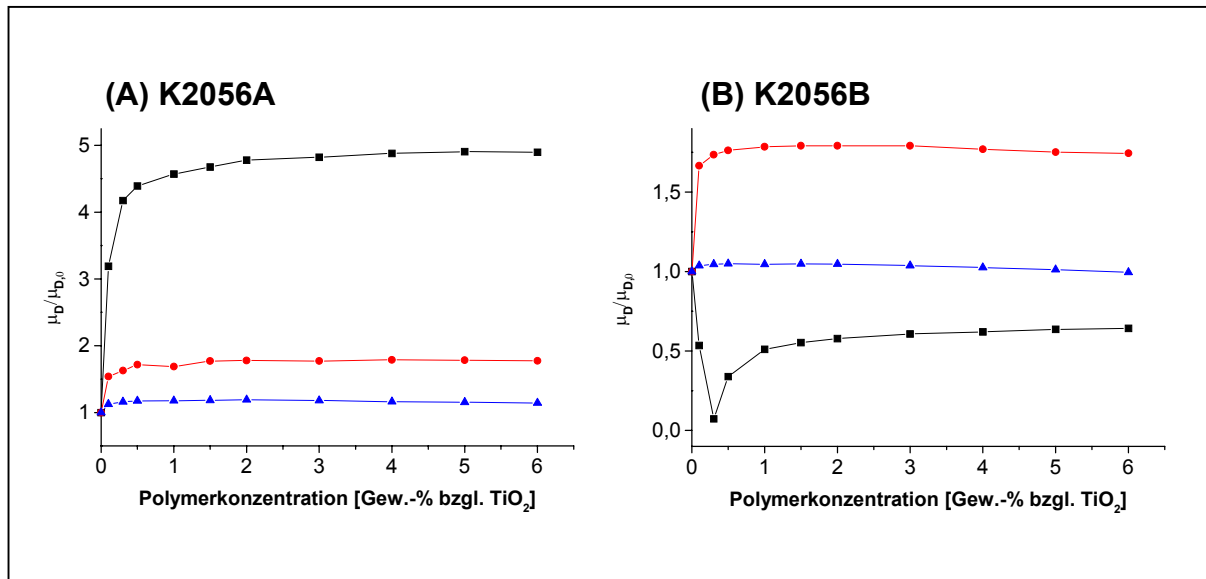 (A) K2056A
5
4
3
2
1
μD/μD,0
0 1 2 3 4 5 6
Polymerkonzentration [Gew.-% bzgl. TiO2]
(B) K2056B
1,5
1,0
0,5
0,0
μD/μD,0
0 1 2 3 4 5 6
Polymerkonzentration [Gew.-% bzgl. TiO2]